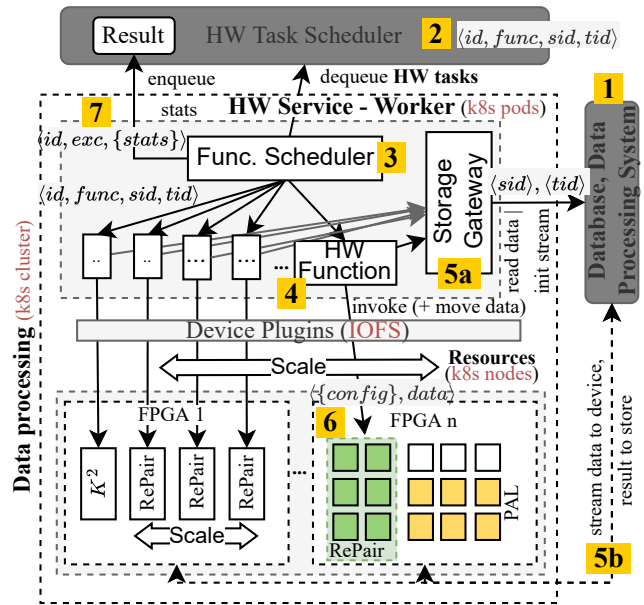 Result
HW Task Scheduler
2
⟨id, func, sid, tid⟩
enqueue
dequeue HW tasks
1
7
stats
HW Service - Worker (k8s pods)
⟨id, exc, {stats}⟩
Func. Scheduler
3
⟨id, func, sid, tid⟩
Storage
Gateway
5a
⟨sid⟩, ⟨tid⟩
read data |
init stream
Database, Data
Processing System
..
..
...
...
...
HW
Function
4
invoke (+ move data)
Device Plugins (IOFS)
Scale
Resources
(k8s nodes)
Data processing (k8s cluster)
⟨{config}, data⟩
FPGA 1
6
FPGA n
K²
RePair
RePair
RePair
...
Scale
RePair
PAL
stream data to device,
result to store
5b